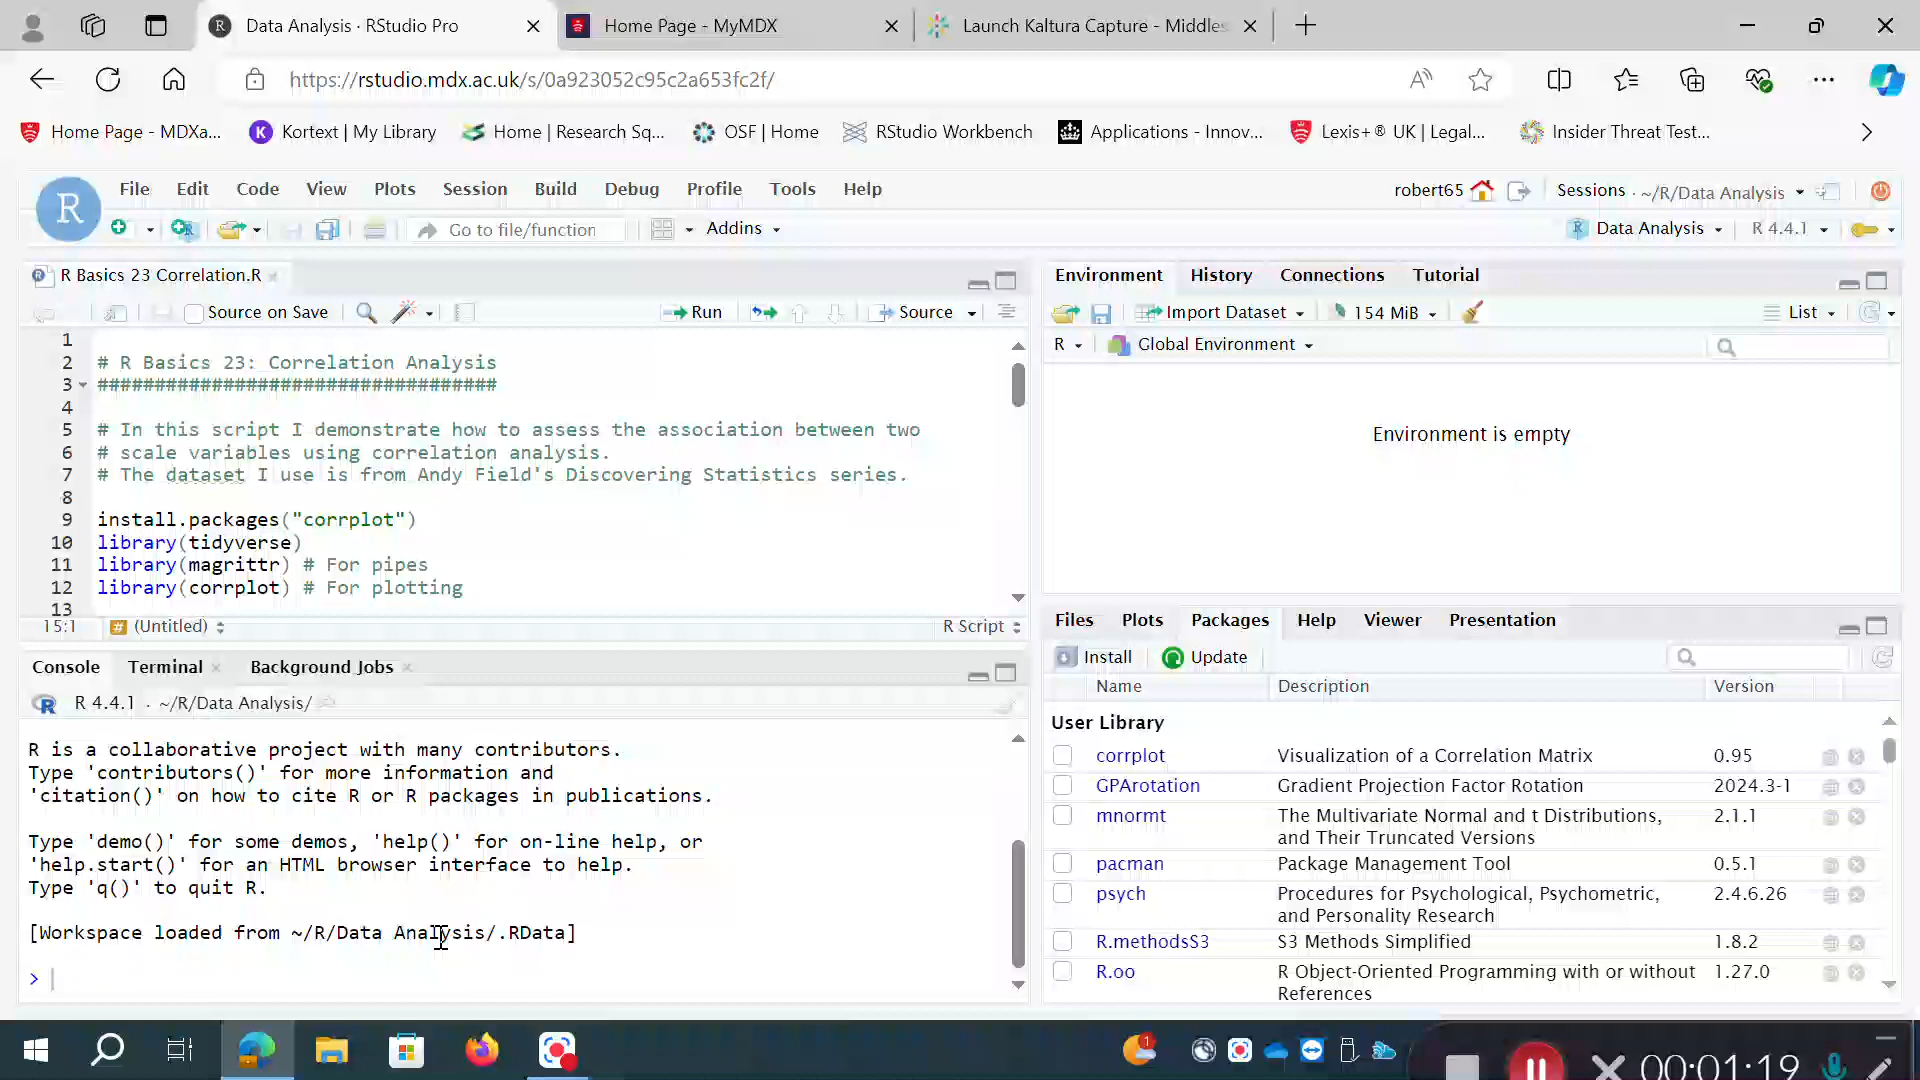 Data Analysis · RStudio Pro
Home Page - MyMDX
Launch Kaltura Capture - Middles
https://rstudio.mdx.ac.uk/s/0a923052c95c2a653fc2f/
Home Page - MDXa...
Kortext | My Library
Home | Research Sq...
OSF | Home
RStudio Workbench
Applications - Innov...
Lexis+® UK | Legal...
Insider Threat Test...
File Edit Code View Plots Session Build Debug Profile Tools Help
robert65
Sessions · ~/R/Data Analysis
Go to file/function
Addins
Data Analysis
R 4.4.1
R Basics 23 Correlation.R
Source on Save
Run
Source
1
2 # R Basics 23: Correlation Analysis
3 ###################################
4
5 # In this script I demonstrate how to assess the association between two
6 # scale variables using correlation analysis.
7 # The dataset I use is from Andy Field's Discovering Statistics series.
8
9 install.packages("corrplot")
10 library(tidyverse)
11 library(magrittr) # For pipes
12 library(corrplot) # For plotting
13
15:1 # (Untitled)
R Script
Console Terminal Background Jobs
R R 4.4.1 · ~/R/Data Analysis/
R is a collaborative project with many contributors.
Type 'contributors()' for more information and
'citation()' on how to cite R or R packages in publications.
Type 'demo()' for some demos, 'help()' for on-line help, or
'help.start()' for an HTML browser interface to help.
Type 'q()' to quit R.
[Workspace loaded from ~/R/Data Analysis/.RData]
>
Environment History Connections Tutorial
Import Dataset
154 MiB
List
R
Global Environment
Environment is empty
Files Plots Packages Help Viewer Presentation
Install Update
Name Description Version
User Library
corrplot Visualization of a Correlation Matrix 0.95
GPArotation Gradient Projection Factor Rotation 2024.3-1
mnormt The Multivariate Normal and t Distributions, 2.1.1
and Their Truncated Versions
pacman Package Management Tool 0.5.1
psych Procedures for Psychological, Psychometric, 2.4.6.26
and Personality Research
R.methodsS3 S3 Methods Simplified 1.8.2
R.oo R Object-Oriented Programming with or without 1.27.0
References
1
00:01:19